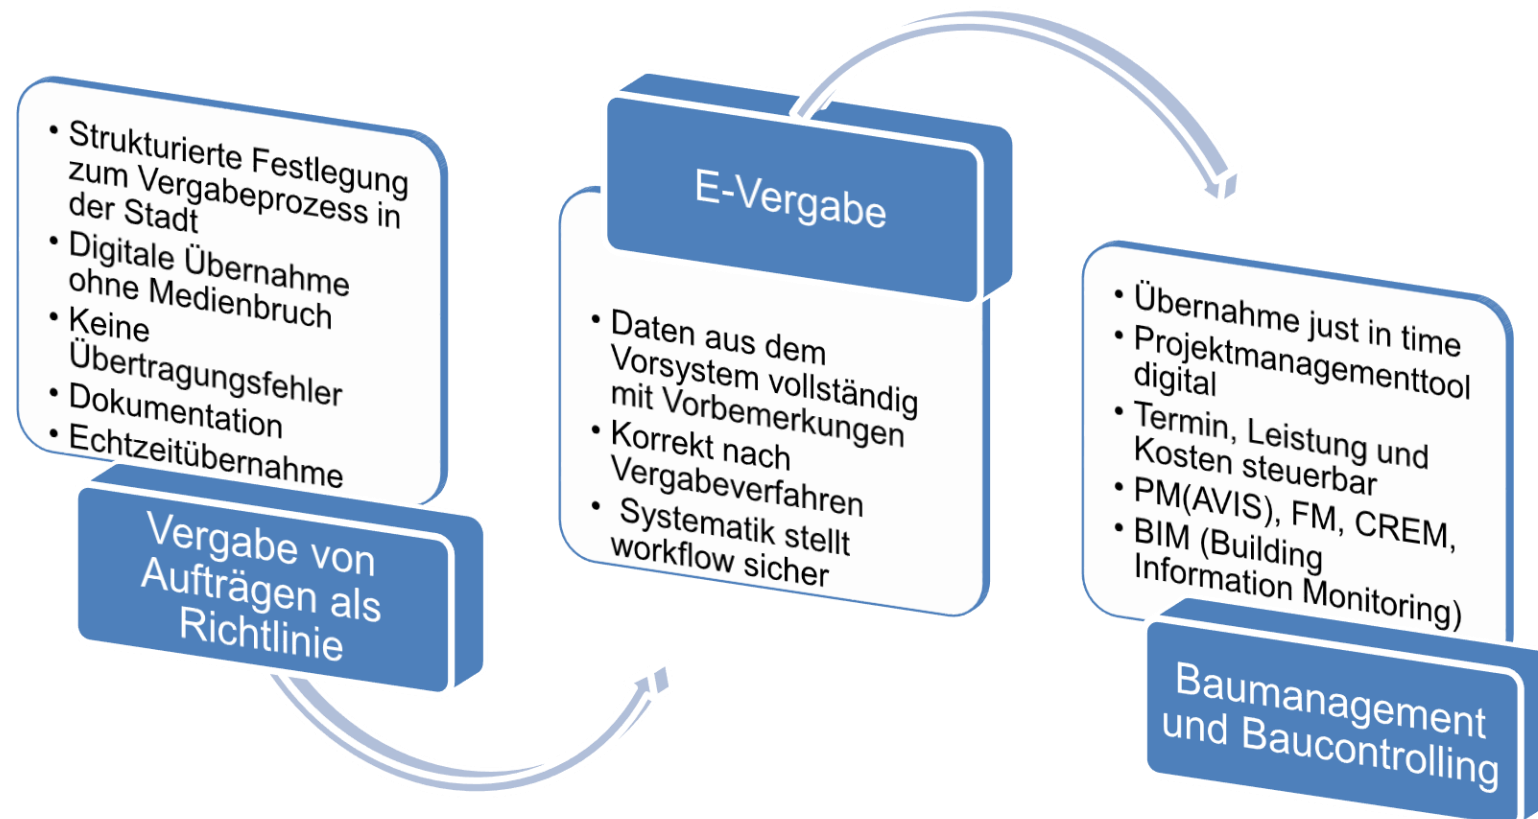 • Strukturierte Festlegung
zum Vergabeprozess in
der Stadt
• Digitale Übernahme
ohne Medienbruch
• Keine
Übertragungsfehler
• Dokumentation
• Echtzeitübernahme
Vergabe von
Aufträgen als
Richtlinie
E-Vergabe
• Daten aus dem
Vorsystem vollständig
mit Vorbemerkungen
• Korrekt nach
Vergabeverfahren
• Systematik stellt
workflow sicher
• Übernahme just in time
• Projektmanagementtool
digital
• Termin, Leistung und
Kosten steuerbar
• PM(AVIS), FM, CREM,
• BIM (Building
Information Monitoring)
Baumanagement
und Baucontrolling